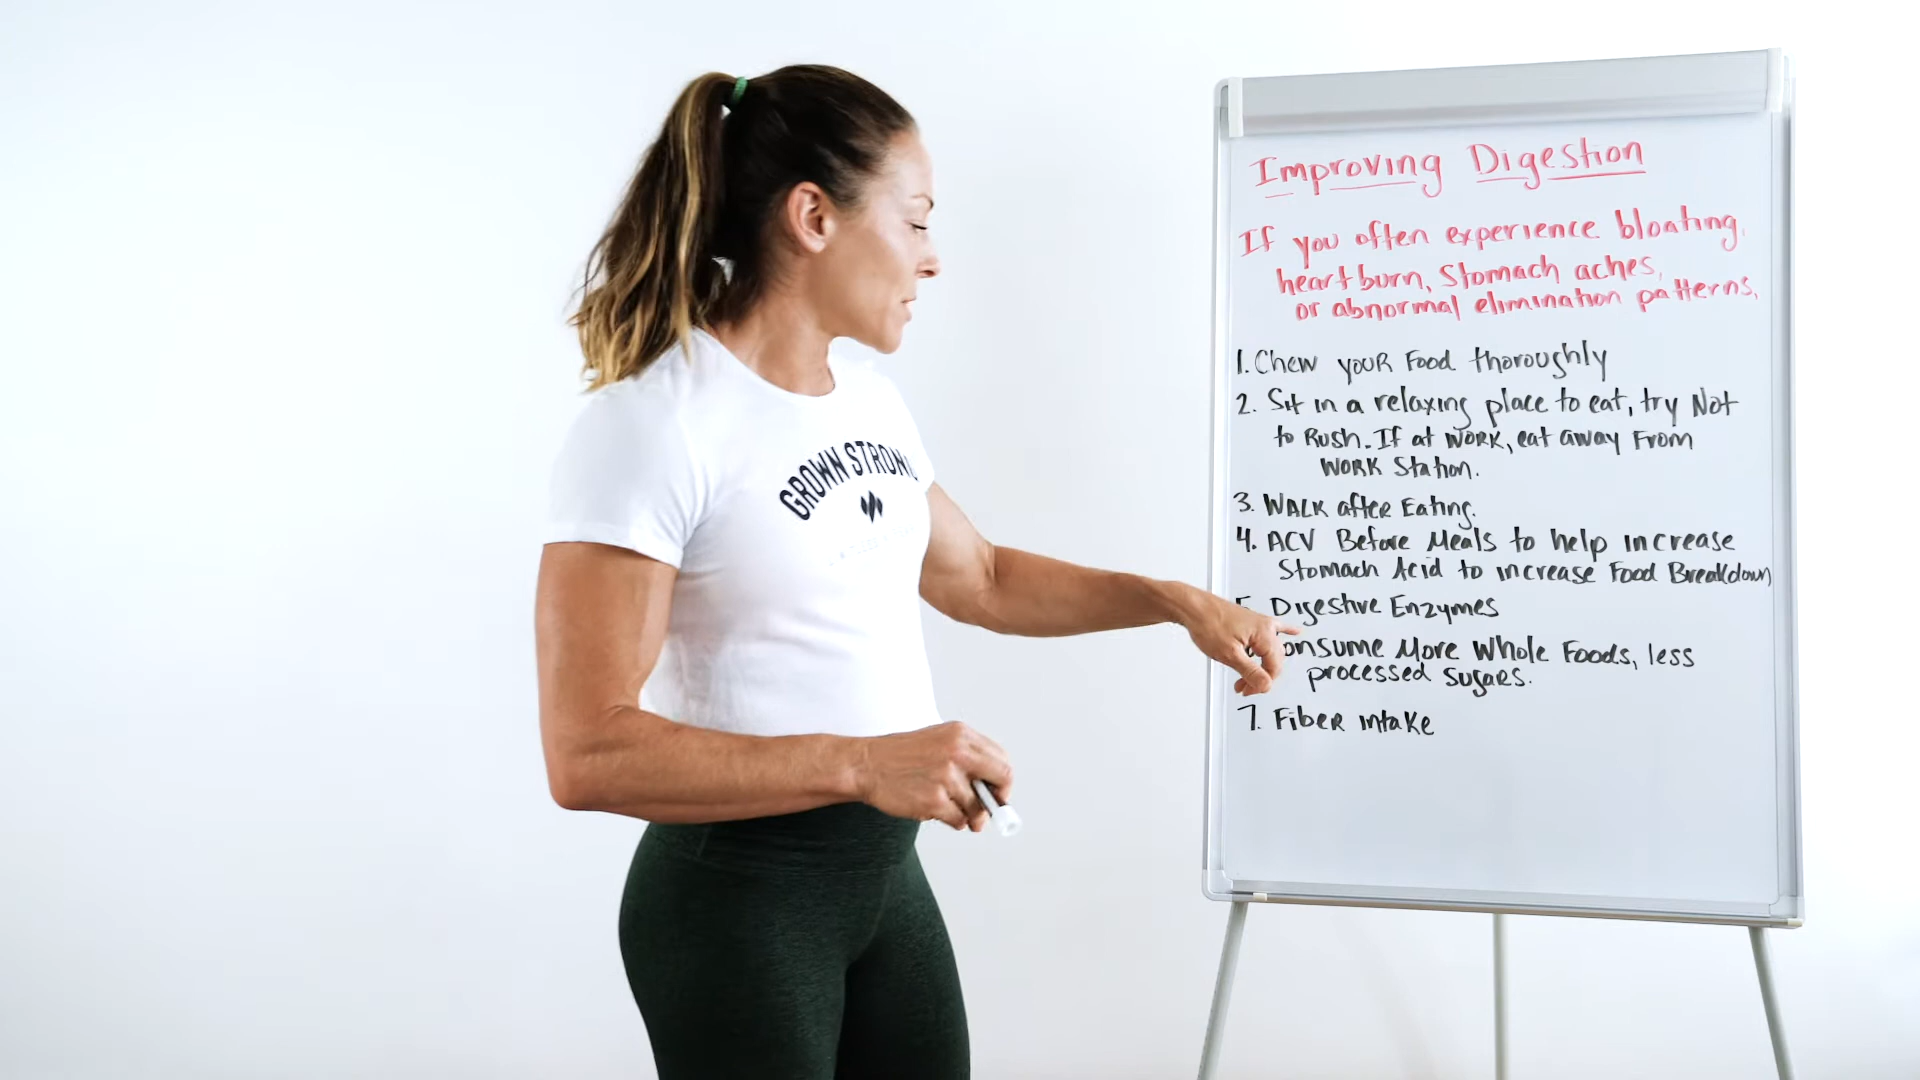 GROWN STRONG
Improving Digestion
If you often experience bloating,
heartburn, Stomach aches,
or abnormal elimination patterns,
1. Chew your Food thoroughly
2. Sit in a relaxing place to eat, try Not
to Rush. If at WORK, eat away From
WORK Station.
3. WALK after Eating.
4. ACV Before Meals to help increase
Stomach Acid to increase Food Breakdown
5. Digestive Enzymes
onsume More Whole Foods, less
processed sugars.
7. Fiber intake